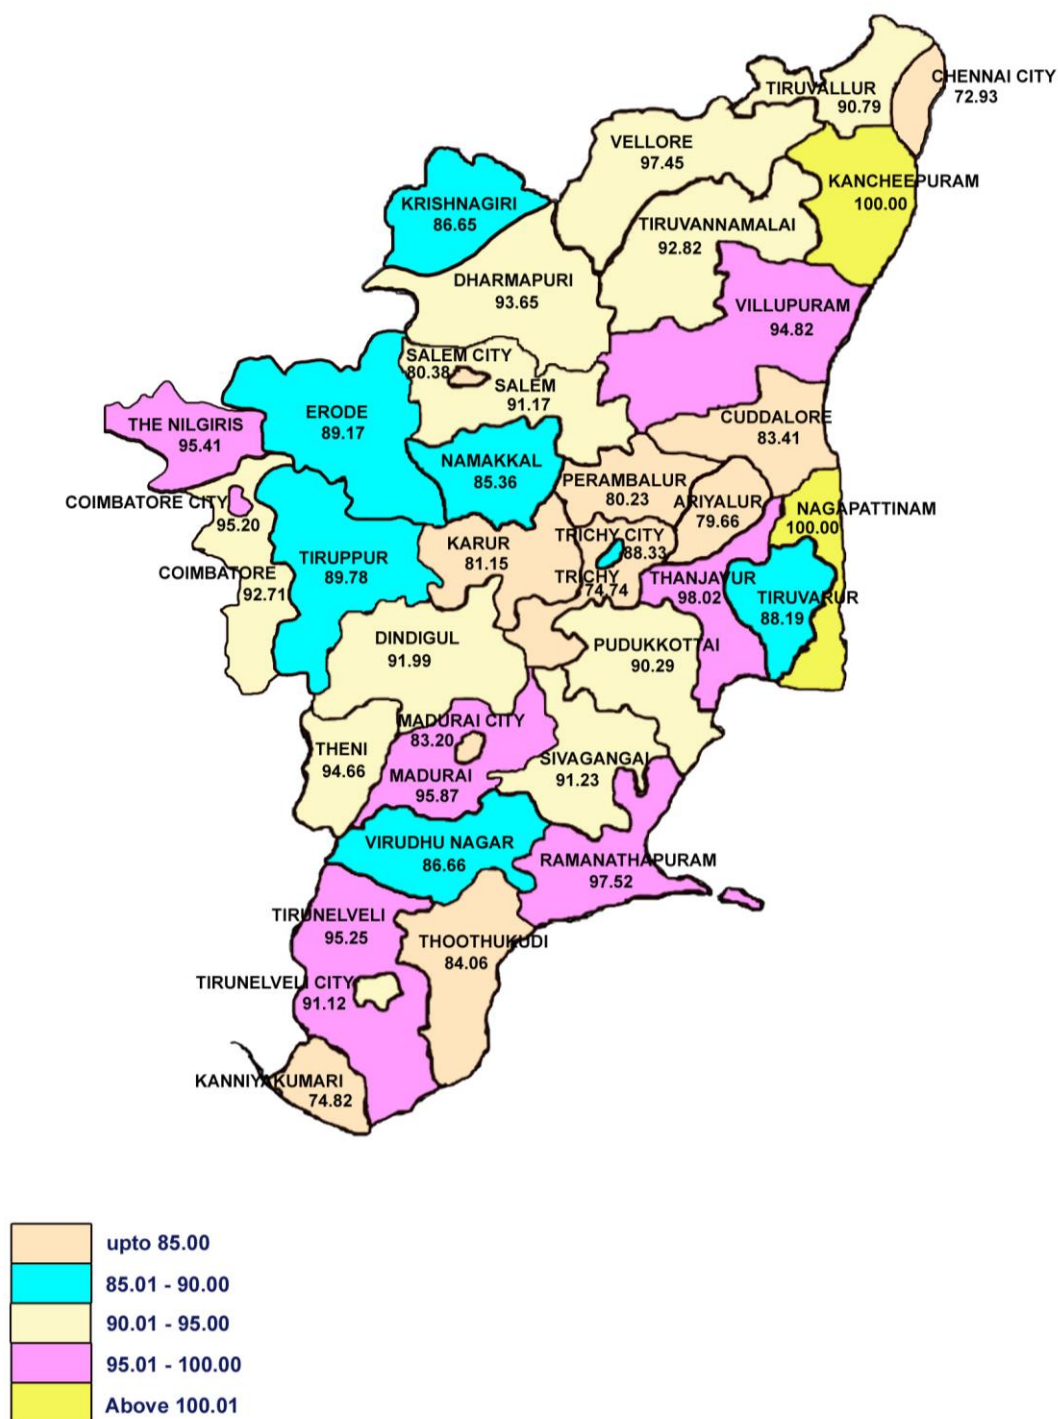 CHENNAI CITY
72.93
TIRUVALLUR
90.79
VELLORE
97.45
KANCHEEPURAM
100.00
KRISHNAGIRI
86.65
TIRUVANNAMALAI
92.82
DHARMAPURI
93.65
VILLUPURAM
94.82
SALEM CITY
80.38
SALEM
91.17
THE NILGIRIS
95.41
ERODE
89.17
CUDDALORE
83.41
NAMAKKAL
85.36
PERAMBALUR
80.23
ARIYALUR
79.66
COIMBATORE CITY
95.20
NAGAPATTINAM
100.00
TRICHY CITY
88.33
KARUR
81.15
TIRUPPUR
89.78
COIMBATORE
92.71
TRICHY
74.74
THANJAVUR
98.02
TIRUVARUR
88.19
DINDIGUL
91.99
PUDUKKOTTAI
90.29
MADURAI CITY
83.20
THENI
94.66
MADURAI
95.87
SIVAGANGAI
91.23
VIRUDHU NAGAR
86.66
RAMANATHAPURAM
97.52
TIRUNELVELI
95.25
THOOTHUKUDI
84.06
TIRUNELVELI CITY
91.12
KANNIYAKUMARI
74.82
upto 85.00
85.01 - 90.00
90.01 - 95.00
95.01 - 100.00
Above 100.01